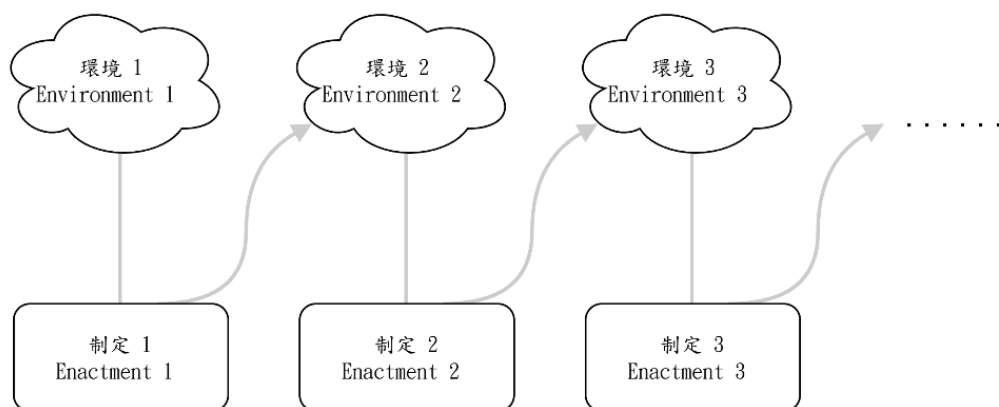 環境 1
Environment 1
環境 2
Environment 2
環境 3
Environment 3
......
制定 1
Enactment 1
制定 2
Enactment 2
制定 3
Enactment 3